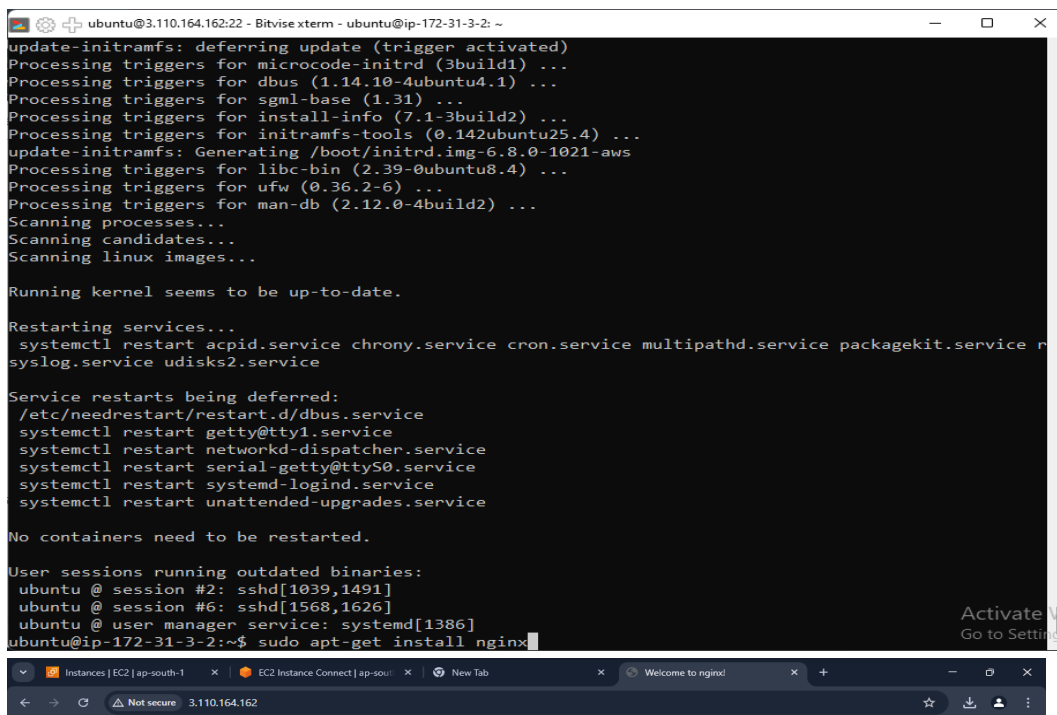 ubuntu@3.110.164.162:22 - Bitvise xterm - ubuntu@ip-172-31-3-2: ~
update-initramfs: deferring update (trigger activated)
Processing triggers for microcode-initrd (3build1) ...
Processing triggers for dbus (1.14.10-4ubuntu4.1) ...
Processing triggers for sgml-base (1.31) ...
Processing triggers for install-info (7.1-3build2) ...
Processing triggers for initramfs-tools (0.142ubuntu25.4) ...
update-initramfs: Generating /boot/initrd.img-6.8.0-1021-aws
Processing triggers for libc-bin (2.39-0ubuntu8.4) ...
Processing triggers for ufw (0.36.2-6) ...
Processing triggers for man-db (2.12.0-4build2) ...
Scanning processes...
Scanning candidates...
Scanning linux images...
Running kernel seems to be up-to-date.
Restarting services...
systemctl restart acpid.service chrony.service cron.service multipathd.service packagekit.service r
syslog.service udisks2.service
Service restarts being deferred:
/etc/needrestart/restart.d/dbus.service
systemctl restart getty@tty1.service
systemctl restart networkd-dispatcher.service
systemctl restart serial-getty@ttyS0.service
systemctl restart systemd-logind.service
systemctl restart unattended-upgrades.service
No containers need to be restarted.
User sessions running outdated binaries:
ubuntu @ session #2: sshd[1039,1491]
ubuntu @ session #6: sshd[1568,1626]
ubuntu @ user manager service: systemd[1386]
Activate
ubuntu@ip-172-31-3-2:~$ sudo apt-get install nginx
Go to Settin
Instances | EC2 | ap-south-1 EC2 Instance Connect | ap-sout New Tab Welcome to nginx!
Not secure 3.110.164.162